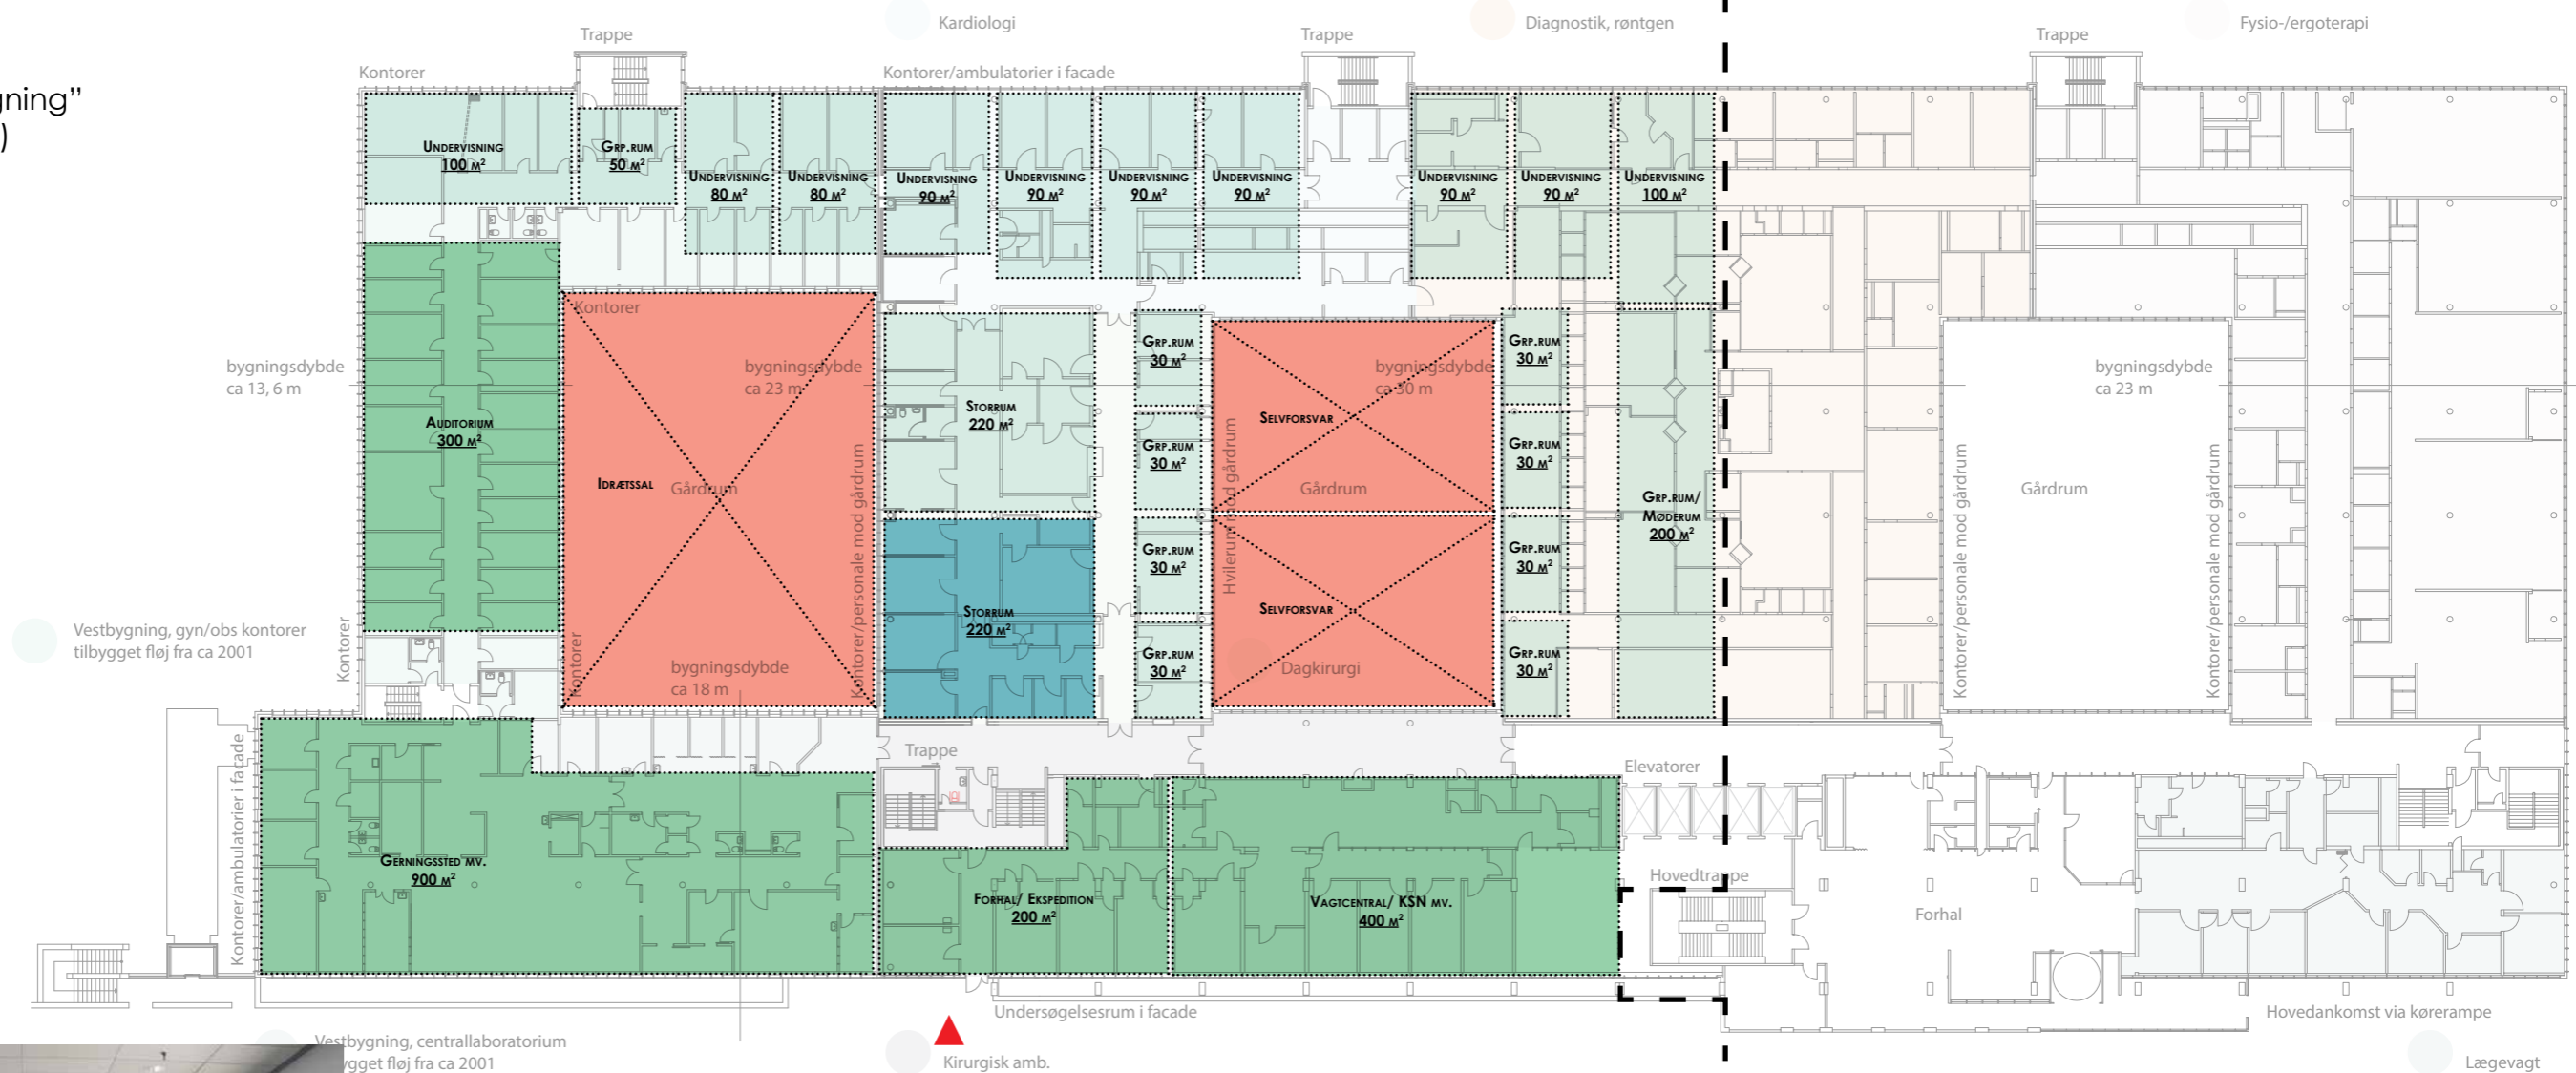 Kardiologi
Diagnostik, røntgen
Fysio-/ergoterapi
Trappe
Trappe
Trappe
Kontorer
Kontorer/ambulatorier i facade
gning”
)
Undervisning
100 m²
Grp.rum
50 m²
Undervisning
80 m²
Undervisning
80 m²
Undervisning
90 m²
Undervisning
90 m²
Undervisning
90 m²
Undervisning
90 m²
Undervisning
90 m²
Undervisning
90 m²
Undervisning
100 m²
Kontorer
bygningsdybde
ca 13, 6 m
bygningsdybde
ca 23 m
bygningsdybde
ca 30 m
bygningsdybde
ca 23 m
Auditorium
300 m²
Idrætssal
Gårdrum
Kontorer/personale mod gårdrum
Storrum
220 m²
Storrum
220 m²
Grp.rum
30 m²
Grp.rum
30 m²
Grp.rum
30 m²
Grp.rum
30 m²
Selvforsvar
Gårdrum
Hvilerum mod gårdrum
Selvforsvar
Dagkirurgi
Grp.rum
30 m²
Grp.rum
30 m²
Grp.rum
30 m²
Grp.rum
30 m²
Grp.rum/
Møderum
200 m²
Kontorer/personale mod gårdrum
Gårdrum
Kontorer/personale mod gårdrum
Vestbygning, gyn/obs kontorer
tilbygget fløj fra ca 2001
Kontorer
Kontorer
bygningsdybde
ca 18 m
Kontorer/ambulatorier i facade
Trappe
Elevatorer
Gerningssted mv.
900 m²
Forhal/ Ekspedition
200 m²
Vagtcentral/ KSN mv.
400 m²
Hovedtrappe
Forhal
Undersøgelsesrum i facade
Hovedankomst via kørerampe
Vestbygning, centrallaboratorium
ygget fløj fra ca 2001
Kirurgisk amb.
Lægevagt